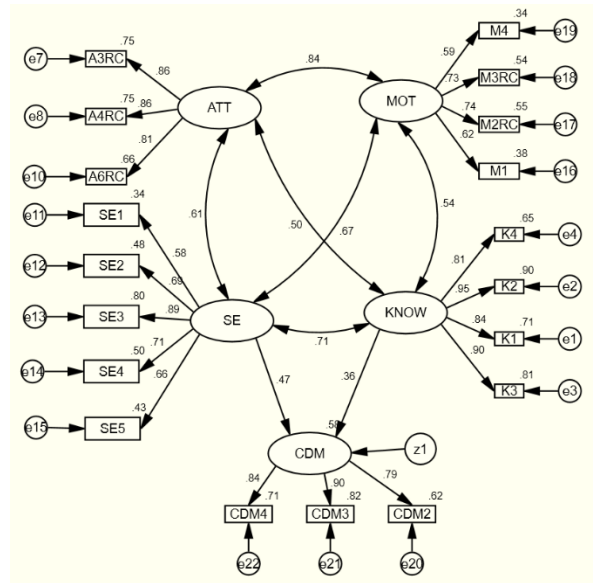 .34
M4
e19
.75
A3RC
e7
.59
.84
.86
.54
M3RC
e18
.73
ATT
MOT
.75
A4RC
e8
.86
.74
.55
M2RC
e17
.81
.62
.38
M1
e16
.66
A6RC
e10
.34
SE1
e11
.61
.50
.67
.54
.58
.65
K4
e4
.48
SE2
e12
.69
.81
.90
K2
e2
.95
.80
SE3
e13
.89
SE
KNOW
.71
.84
.71
K1
e1
.50
SE4
e14
.71
.90
.81
K3
e3
.66
.47
.36
.43
SE5
e15
.58
CDM
z1
.84
.90
.79
.71
.82
.62
CDM4
CDM3
CDM2
e22
e21
e20